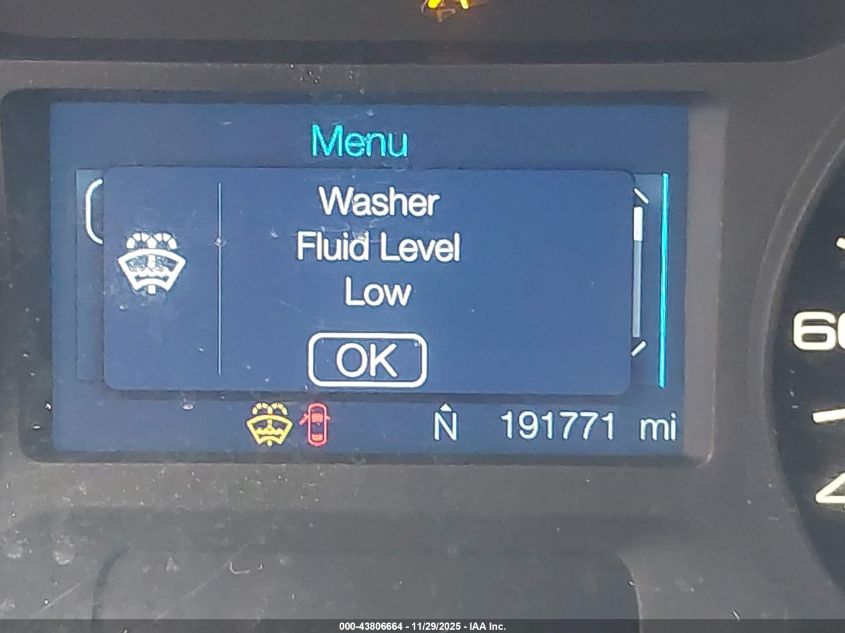 Menu
Washer
Fluid Level
Low
OK
N 191771 mi
000-43806664 - 11/29/2025 - IAA Inc.